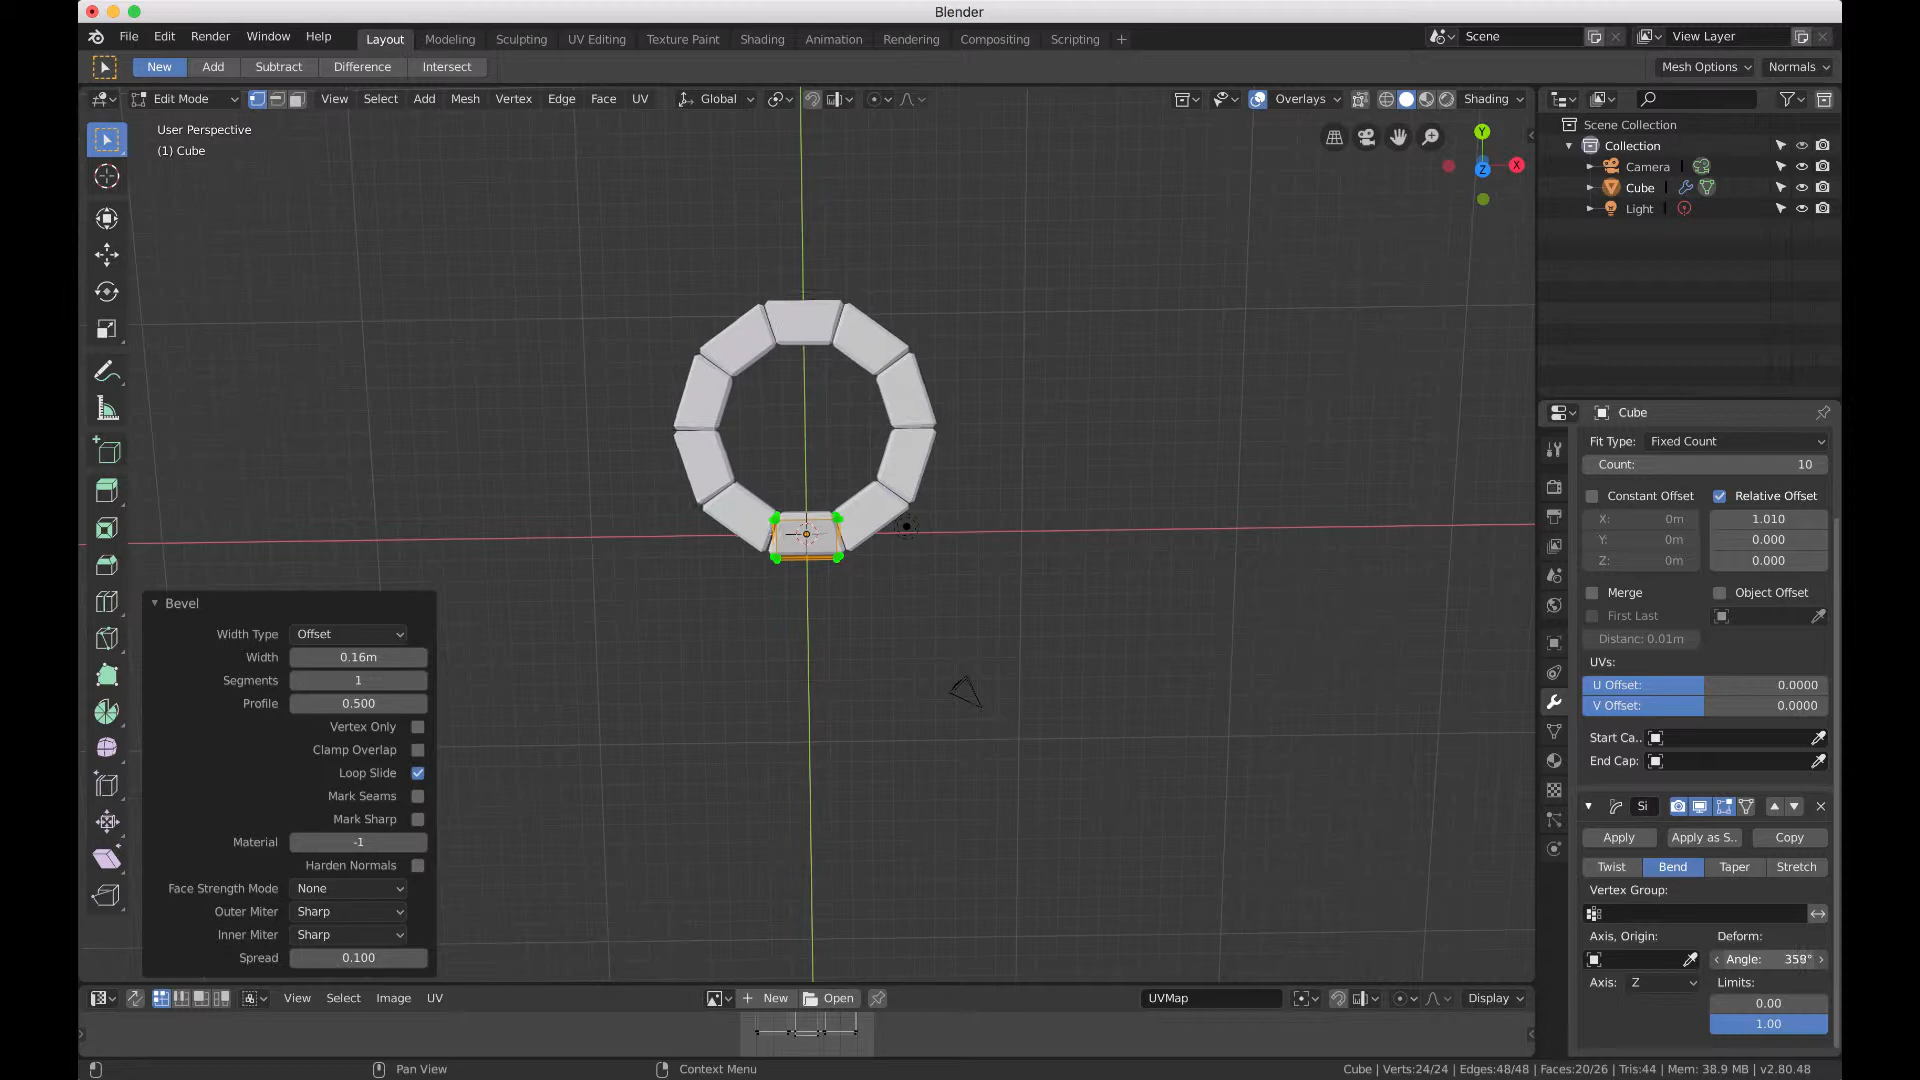 Blender
File Edit Render Window Help Layout Modeling Sculpting UV Editing Texture Paint Shading Animation Rendering Compositing Scripting + Scene View Layer
New Add Subtract Difference Intersect Mesh Options Normals
Edit Mode View Select Add Mesh Vertex Edge Face UV Global Overlays Shading
User Perspective
(1) Cube
Y
X
Z
Scene Collection
Collection
Camera
Cube
Light
Cube
Fit Type: Fixed Count
Count: 10
Constant Offset Relative Offset
X: 0m 1.010
Y: 0m 0.000
Z: 0m 0.000
Merge Object Offset
First Last
Distanc: 0.01m
UVs:
U Offset: 0.0000
V Offset: 0.0000
Start Ca..
End Cap:
Si
Apply Apply as S.. Copy
Twist Bend Taper Stretch
Vertex Group:
Axis, Origin: Deform:
Angle: 359°
Axis: Z Limits:
0.00
1.00
Bevel
Width Type Offset
Width 0.16m
Segments 1
Profile 0.500
Vertex Only
Clamp Overlap
Loop Slide
Mark Seams
Mark Sharp
Material -1
Harden Normals
Face Strength Mode None
Outer Miter Sharp
Inner Miter Sharp
Spread 0.100
View Select Image UV + New Open UVMap Display
Pan View Context Menu Cube | Verts:24/24 | Edges:48/48 | Faces:20/26 | Tris:44 | Mem: 38.9 MB | v2.80.48